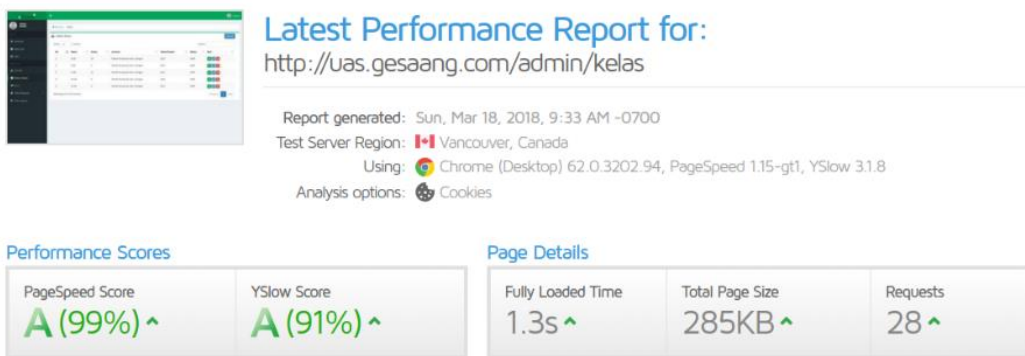 Latest Performance Report for:
http://uas.gesaang.com/admin/kelas
Report generated: Sun, Mar 18, 2018, 9:33 AM -0700
Test Server Region: Vancouver, Canada
Using: Chrome (Desktop) 62.0.3202.94, PageSpeed 1.15-gt1, YSlow 3.1.8
Analysis options: Cookies
Performance Scores
PageSpeed Score
A (99%)
YSlow Score
A (91%)
Page Details
Fully Loaded Time
1.3s
Total Page Size
285KB
Requests
28